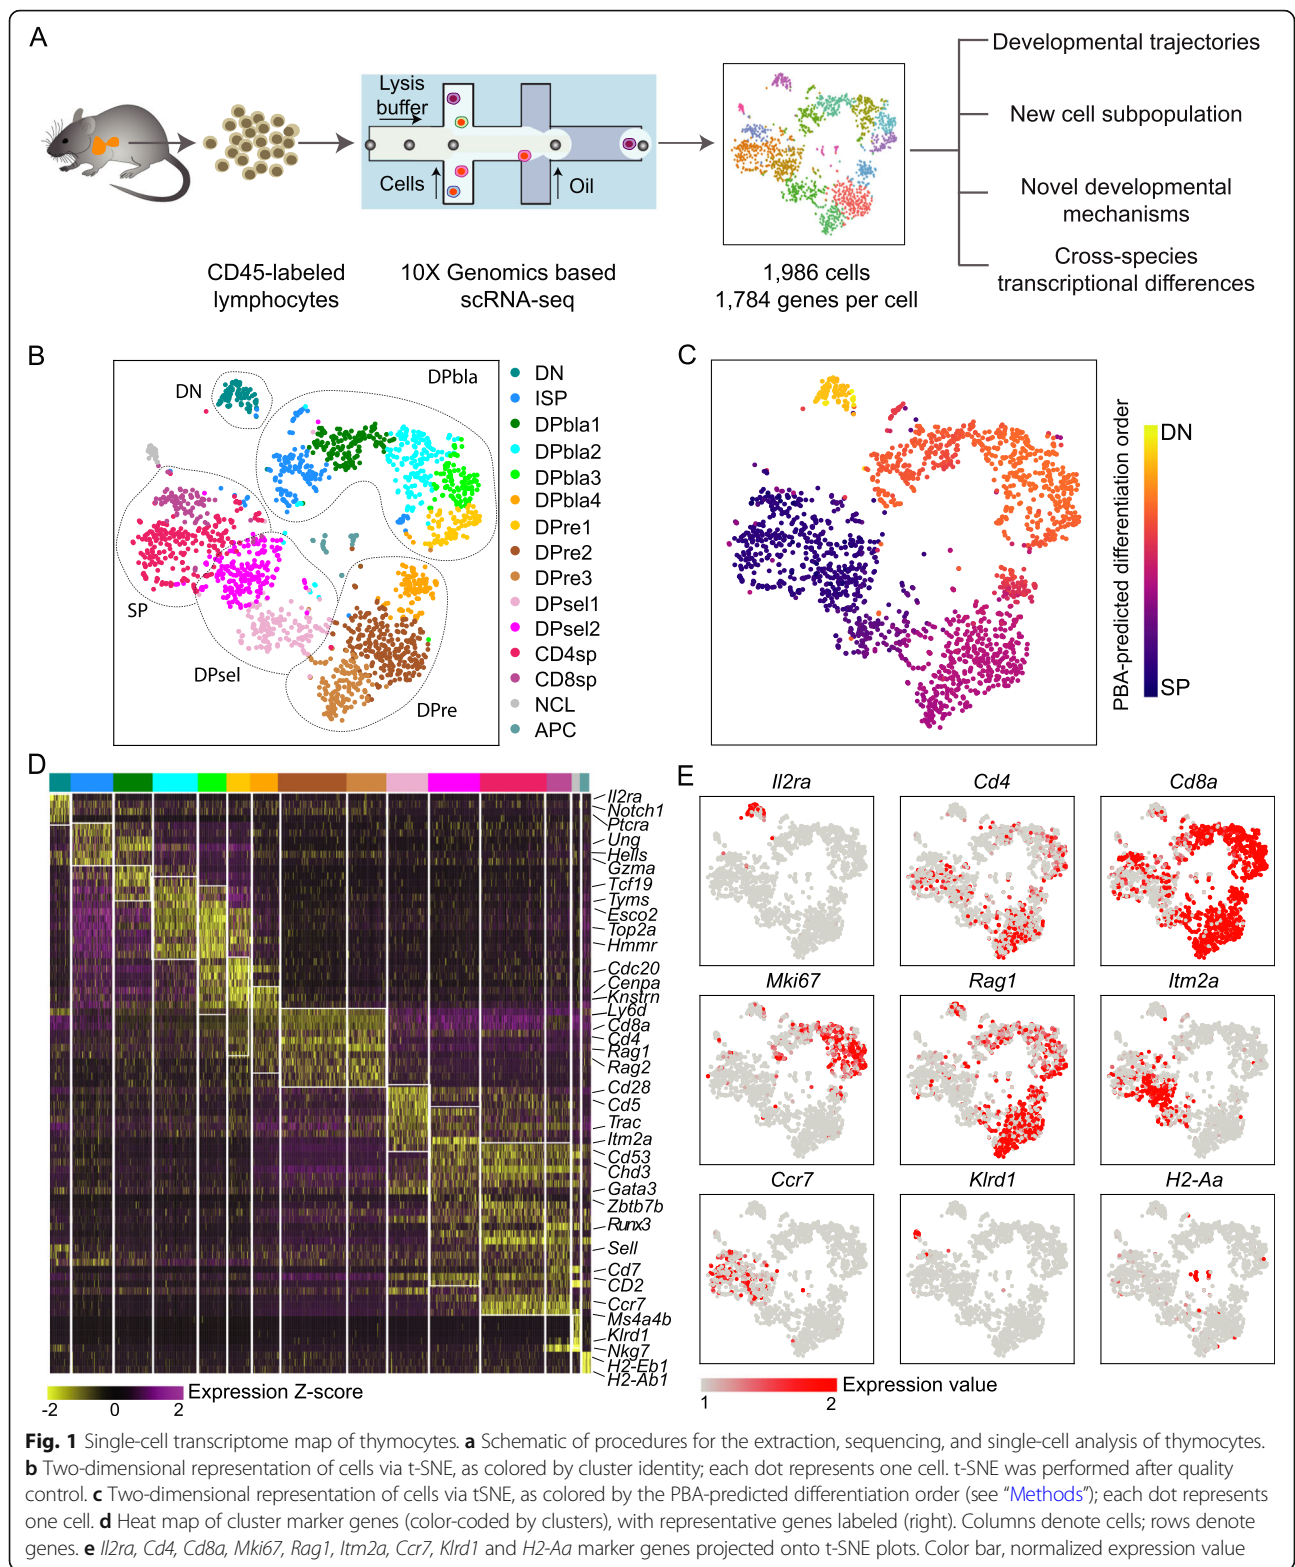 A
Lysis
buffer
Cells
Oil
CD45-labeled
lymphocytes
10X Genomics based
scRNA-seq
1,986 cells
1,784 genes per cell
Developmental trajectories
New cell subpopulation
Novel developmental
mechanisms
Cross-species
transcriptional differences
B
DN
DPbla
SP
DPsel
DPre
DN
ISP
DPbla1
DPbla2
DPbla3
DPbla4
DPre1
DPre2
DPre3
DPsel1
DPsel2
CD4sp
CD8sp
NCL
APC
C
PBA-predicted differentiation order
DN
SP
D
Il2ra
Notch1
Ptcra
Ung
Hells
Gzma
Tcf19
Tyms
Esco2
Top2a
Hmmr
Cdc20
Cenpa
Knstrn
Ly6d
Cd8a
Cd4
Rag1
Rag2
Cd28
Cd5
Trac
Itm2a
Cd53
Chd3
Gata3
Zbtb7b
Runx3
Sell
Cd7
CD2
Ccr7
Ms4a4b
Klrd1
Nkg7
H2-Eb1
H2-Ab1
Expression Z-score
-2 0 2
E
Il2ra Cd4 Cd8a
Mki67 Rag1 Itm2a
Ccr7 Klrd1 H2-Aa
Expression value
1 2
Fig. 1 Single-cell transcriptome map of thymocytes. a Schematic of procedures for the extraction, sequencing, and single-cell analysis of thymocytes.
b Two-dimensional representation of cells via t-SNE, as colored by cluster identity; each dot represents one cell. t-SNE was performed after quality
control. c Two-dimensional representation of cells via tSNE, as colored by the PBA-predicted differentiation order (see “Methods”); each dot represents
one cell. d Heat map of cluster marker genes (color-coded by clusters), with representative genes labeled (right). Columns denote cells; rows denote
genes. e Il2ra, Cd4, Cd8a, Mki67, Rag1, Itm2a, Ccr7, Klrd1 and H2-Aa marker genes projected onto t-SNE plots. Color bar, normalized expression value